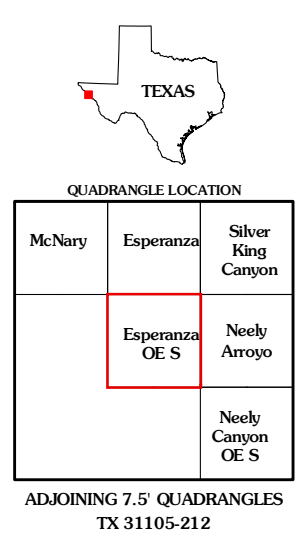 TEXAS
QUADRANGLE LOCATION
McNary
Esperanza
Silver
King
Canyon
Esperanza
OE S
Neely
Arroyo
Neely
Canyon
OE S
ADJOINING 7.5' QUADRANGLES
TX 31105-212